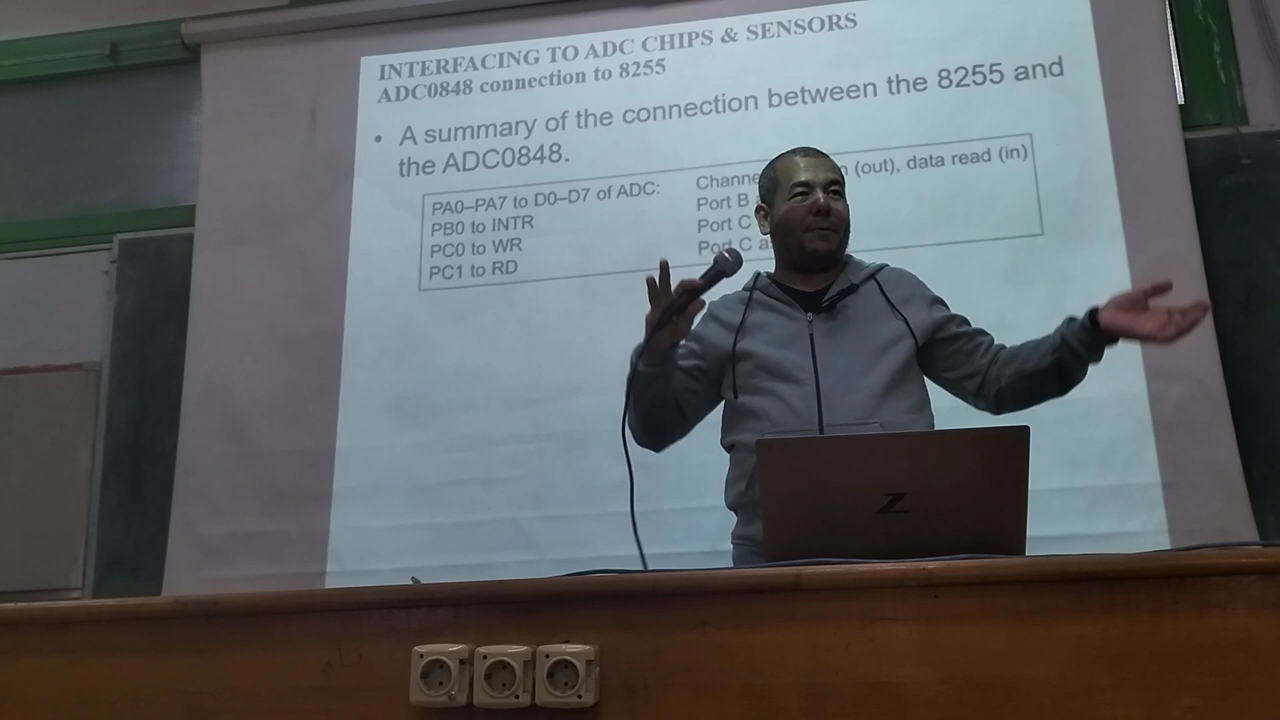 INTERFACING TO ADC CHIPS & SENSORS
ADC0848 connection to 8255
• A summary of the connection between the 8255 and
the ADC0848.
PA0–PA7 to D0–D7 of ADC: (out), data read (in)
PB0 to INTR Port B
PC0 to WR Port C
PC1 to RD Port C
Z